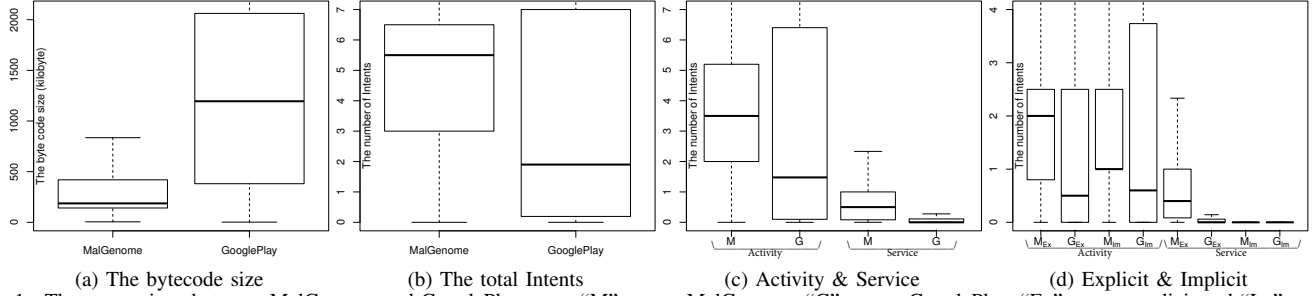 The byte code size (kilobyte)
0 500 1000 1500 2000
MalGenome GooglePlay
(a) The bytecode size
The number of Intents
0 1 2 3 4 5 6 7
MalGenome GooglePlay
(b) The total Intents
The number of Intents
0 1 2 3 4 5 6 7
M G M G
Activity Service
(c) Activity & Service
The number of Intents
0 1 2 3 4
MEx GEx MIm GIm MEx GEx MIm GIm
Activity Service
(d) Explicit & Implicit